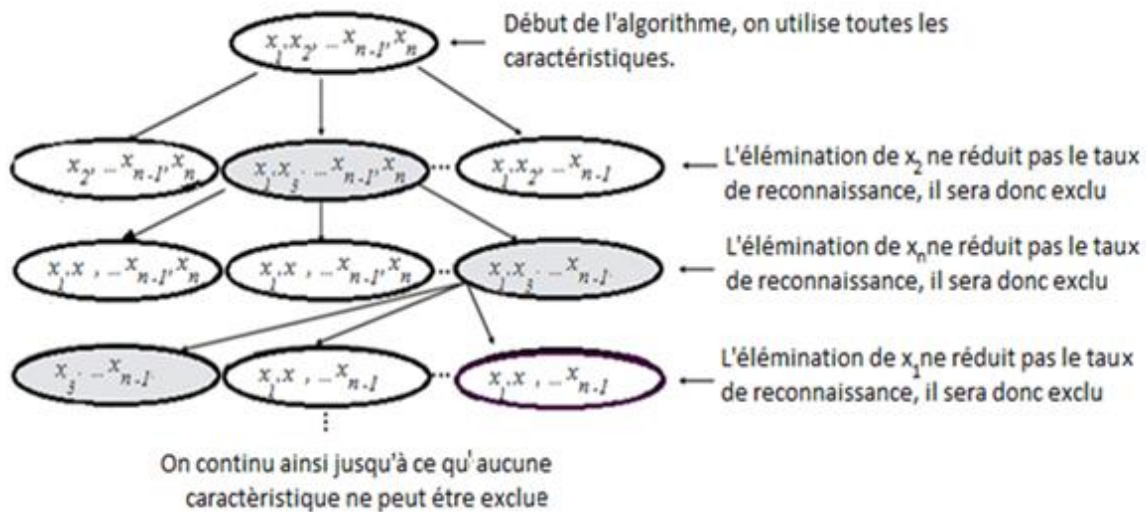 x1,x2, ...xn-1,xn
Début de l'algorithme, on utilise toutes les
caractéristiques.
x2, ...xn-1,xn
x1,x3. ...xn-1,xn
...
x1,x2, ...xn-1
L'élémination de x2 ne réduit pas le taux
de reconnaissance, il sera donc exclu
x1,x , ...xn-1,xn
x1,x , ...xn-1,xn
..
x1,x3. ...xn-1.
L'élémination de xn ne réduit pas le taux
de reconnaissance, il sera donc exclu
x3. ...xn-1.
x1,x , ...xn-1
...
x1,x , ...xn-1
L'élémination de x1 ne réduit pas le taux
de reconnaissance, il sera donc exclu
⋮
On continu ainsi jusqu'à ce qu'aucune
caractèristique ne peut étre exclue